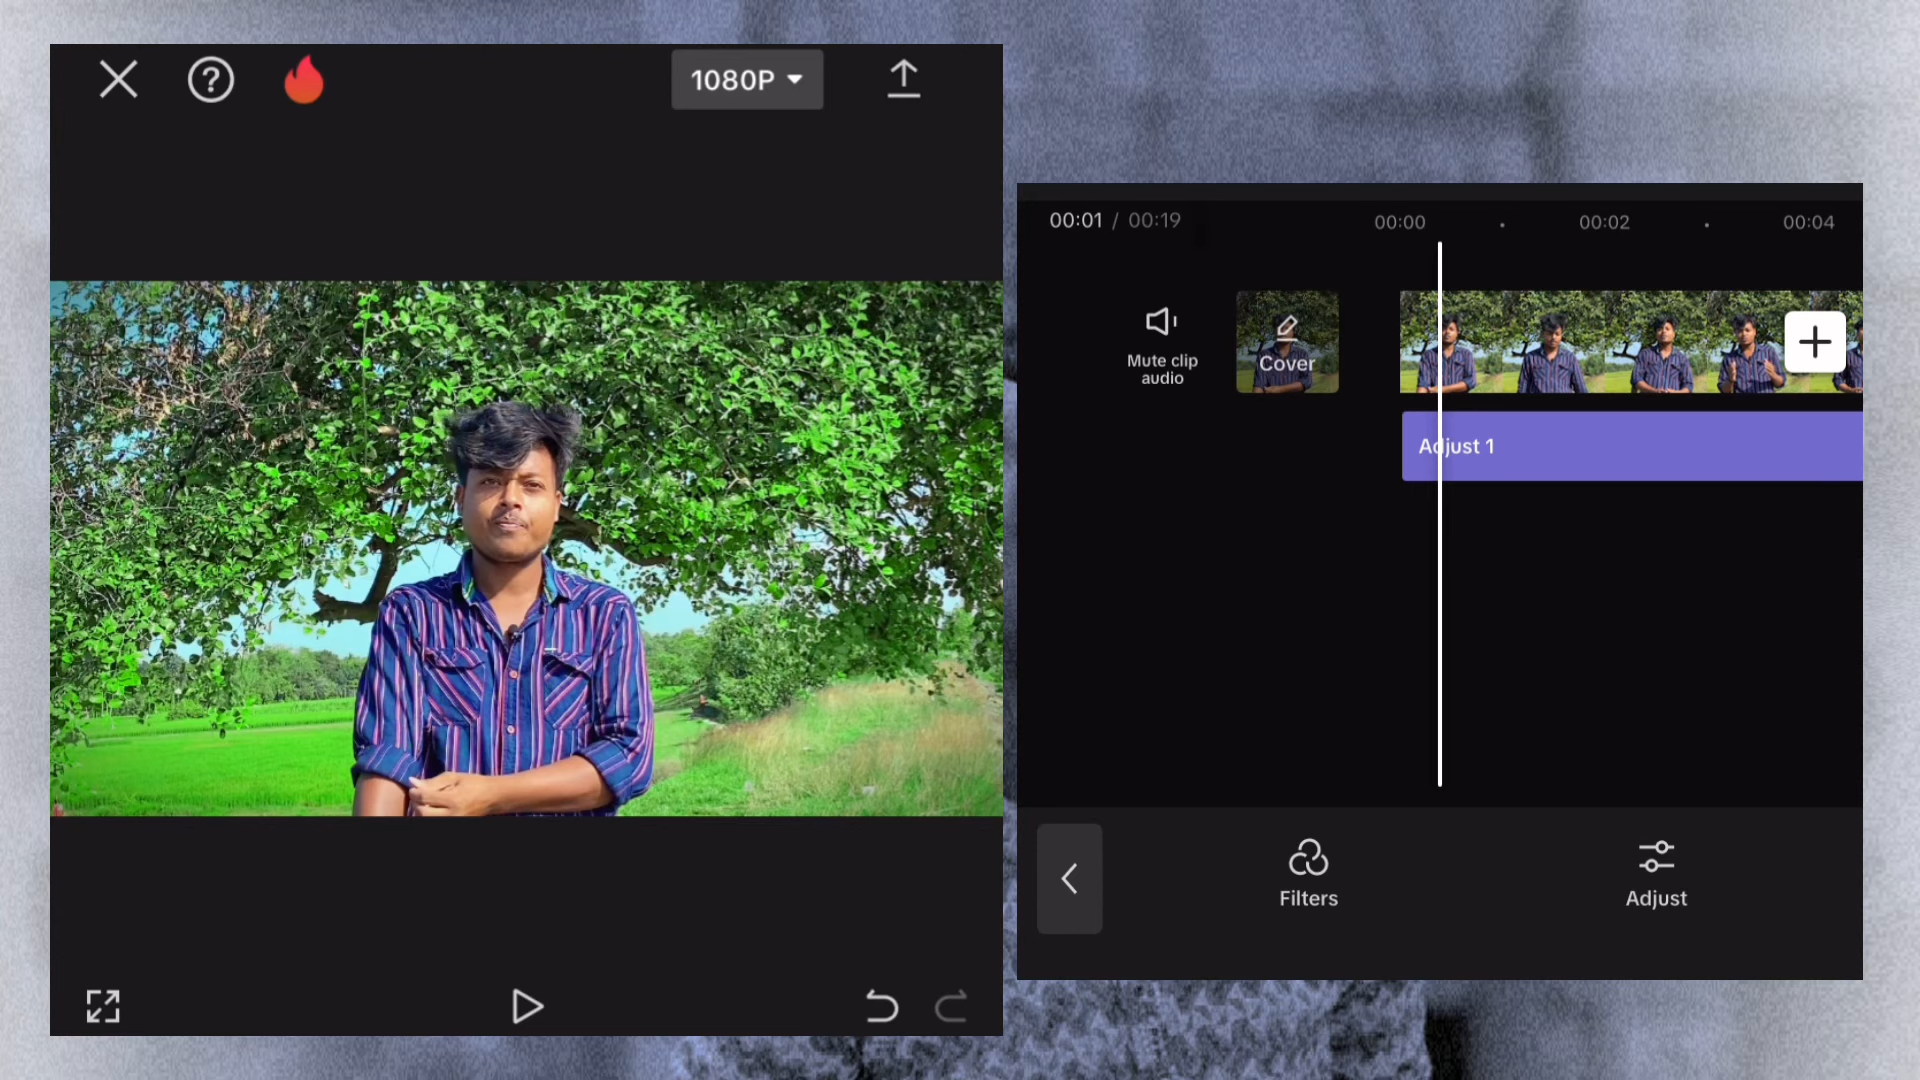 1080P
00:01 / 00:19
00:00
00:02
00:04
Mute clip
audio
Cover
Adjust 1
Filters
Adjust